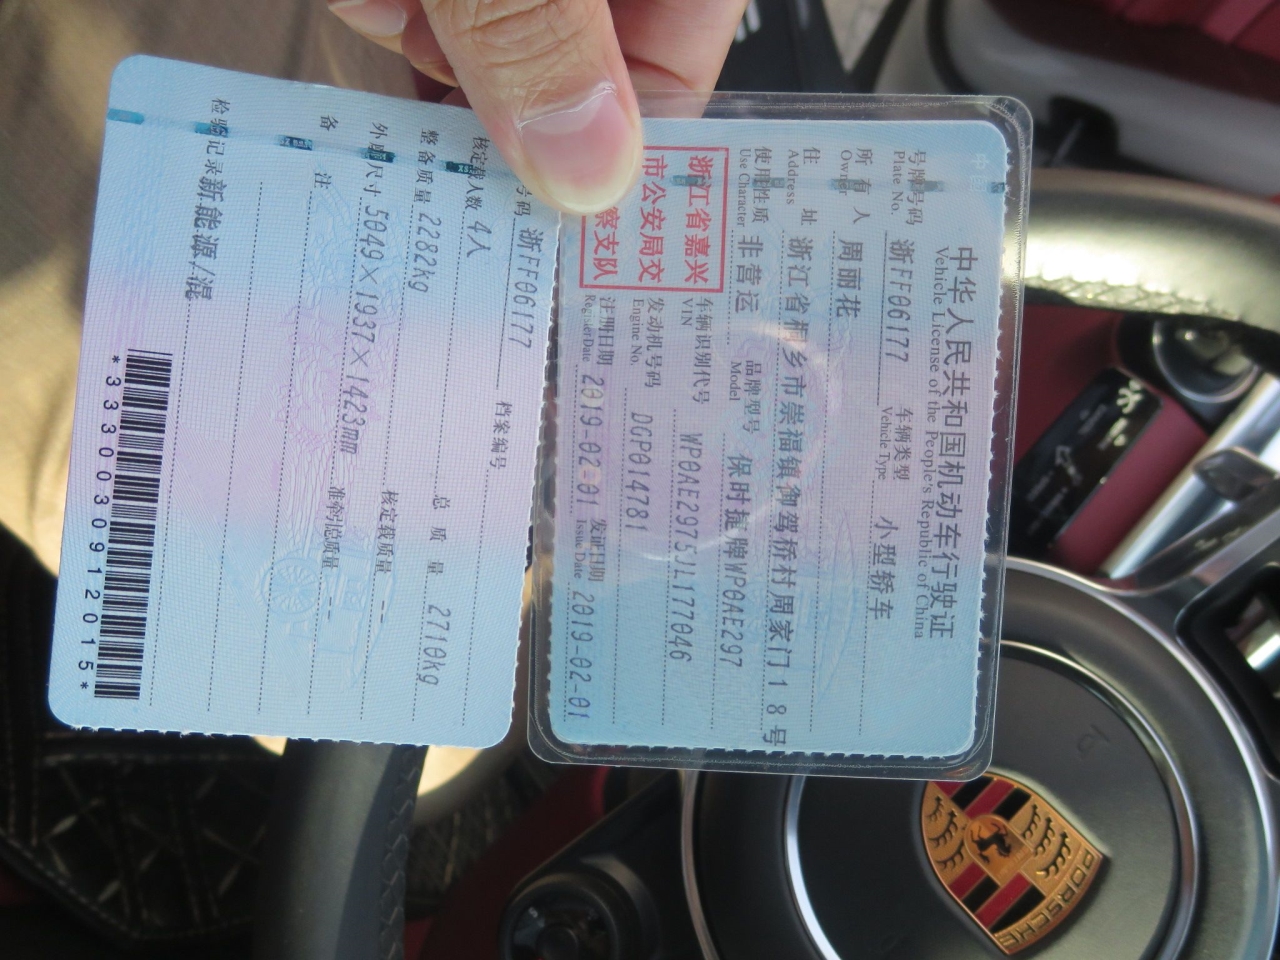 中华人民共和国机动车行驶证
Vehicle License of the People's Republic of China
号牌号码 浙FF06177 车辆类型 小型轿车
Plate No. Vehicle Type
所有人 周丽花
Owner
住址 浙江省桐乡市崇福镇御驾桥村周家门18号
Address
使用性质 非营运 品牌型号 保时捷牌WP0AE297
Use Character Model
浙江省嘉兴
市公安局交
察支队
车辆识别代号 WP0AE2975JL177046
VIN
发动机号码 DGP014781
Engine No.
注册日期 2019-02-01 发证日期 2019-02-01
Register Date Issue Date
号码 浙FF06177 档案编号
核定载人数 4人 总质量 2710kg
整备质量 2282kg 核定载质量 --
外廓尺寸 5049×1937×1423mm 准牵引总质量 --
备注
检验记录
新能源/混
*3330030912015*
PORSCHE